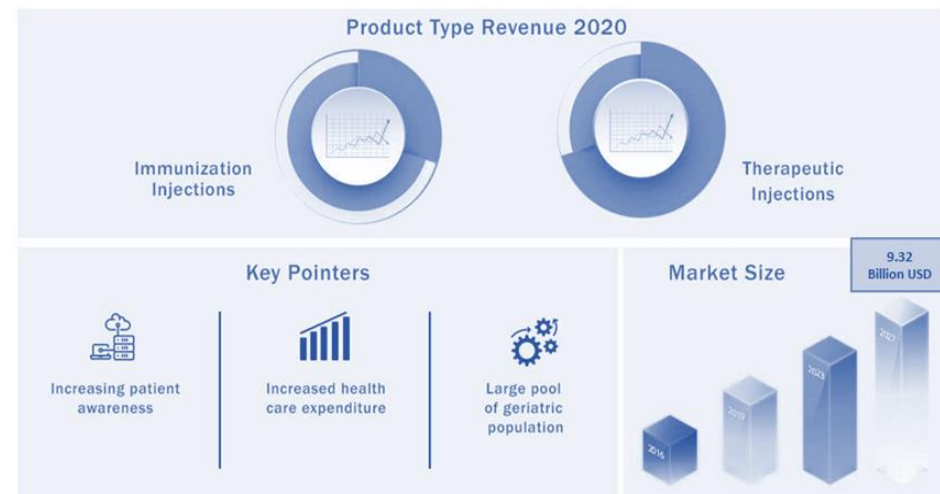 Product Type Revenue 2020
Immunization
Injections
Therapeutic
Injections
Key Pointers
Increasing patient
awareness
Increased health
care expenditure
Large pool
of geriatric
population
Market Size
9.32
Billion USD
2016
2019
2023
2027